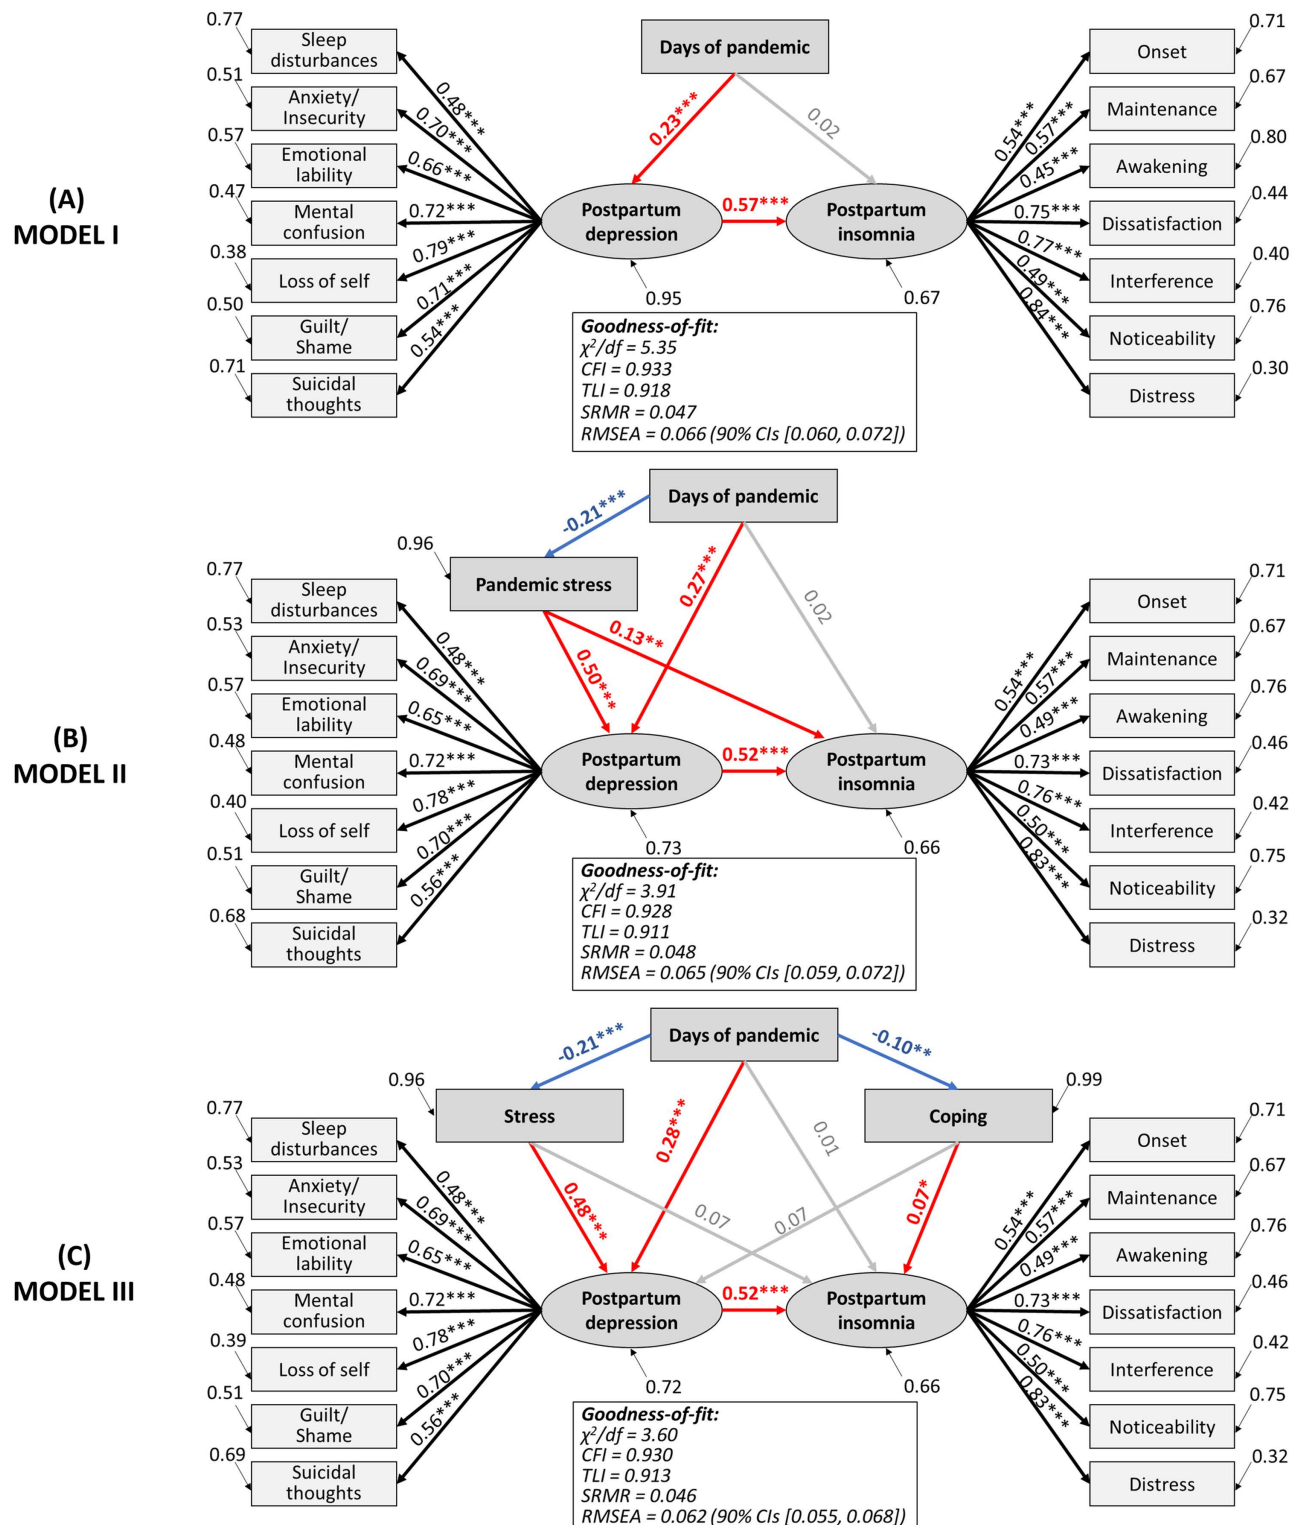 (A)
MODEL I
0.77
Sleep
disturbances
0.51
Anxiety/
Insecurity
0.57
Emotional
lability
0.47
Mental
confusion
0.38
Loss of self
0.50
Guilt/
Shame
0.71
Suicidal
thoughts
0.48***
0.70***
0.66***
0.72***
0.79***
0.71***
0.54***
Days of pandemic
0.23***
0.02
Postpartum
depression
0.57***
Postpartum
insomnia
0.95
0.67
Goodness-of-fit:
χ²/df = 5.35
CFI = 0.933
TLI = 0.918
SRMR = 0.047
RMSEA = 0.066 (90% CIs [0.060, 0.072])
0.54***
0.57***
0.45***
0.75***
0.77***
0.49***
0.84***
0.71
Onset
0.67
Maintenance
0.80
Awakening
0.44
Dissatisfaction
0.40
Interference
0.76
Noticeability
0.30
Distress
(B)
MODEL II
0.77
Sleep
disturbances
0.53
Anxiety/
Insecurity
0.57
Emotional
lability
0.48
Mental
confusion
0.40
Loss of self
0.51
Guilt/
Shame
0.68
Suicidal
thoughts
0.48***
0.69***
0.65***
0.72***
0.78***
0.70***
0.56***
Days of pandemic
-0.21***
0.96
Pandemic stress
0.27***
0.02
0.13**
0.50***
Postpartum
depression
0.52***
Postpartum
insomnia
0.73
0.66
Goodness-of-fit:
χ²/df = 3.91
CFI = 0.928
TLI = 0.911
SRMR = 0.048
RMSEA = 0.065 (90% CIs [0.059, 0.072])
0.54***
0.57***
0.49***
0.73***
0.76***
0.50***
0.83***
0.71
Onset
0.67
Maintenance
0.76
Awakening
0.46
Dissatisfaction
0.42
Interference
0.75
Noticeability
0.32
Distress
(C)
MODEL III
0.77
Sleep
disturbances
0.53
Anxiety/
Insecurity
0.57
Emotional
lability
0.48
Mental
confusion
0.39
Loss of self
0.51
Guilt/
Shame
0.69
Suicidal
thoughts
0.48***
0.69***
0.65***
0.72***
0.78***
0.70***
0.56***
Days of pandemic
-0.21***
-0.10**
0.96
Stress
0.99
Coping
0.28***
0.01
0.48***
0.07
0.07
0.07*
Postpartum
depression
0.52***
Postpartum
insomnia
0.72
0.66
Goodness-of-fit:
χ²/df = 3.60
CFI = 0.930
TLI = 0.913
SRMR = 0.046
RMSEA = 0.062 (90% CIs [0.055, 0.068])
0.54***
0.57***
0.49***
0.73***
0.76***
0.50***
0.83***
0.71
Onset
0.67
Maintenance
0.76
Awakening
0.46
Dissatisfaction
0.42
Interference
0.75
Noticeability
0.32
Distress